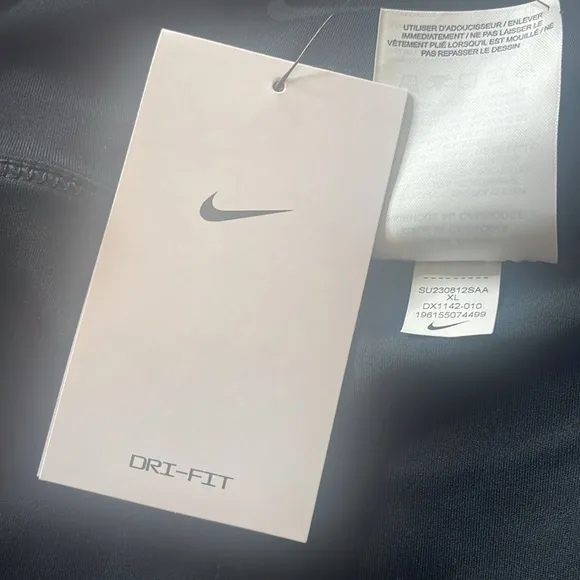 UTILISER D'ADOUCISSEUR / ENLEVER
IMMÉDIATEMENT / NE PAS LAISSER LE
VÊTEMENT PLIÉ LORSQU'IL EST MOUILLÉ / NE
PAS REPASSER LE DESSIN
SU230812SAA
XL
DX1142-010
196155074499
DRI-FIT